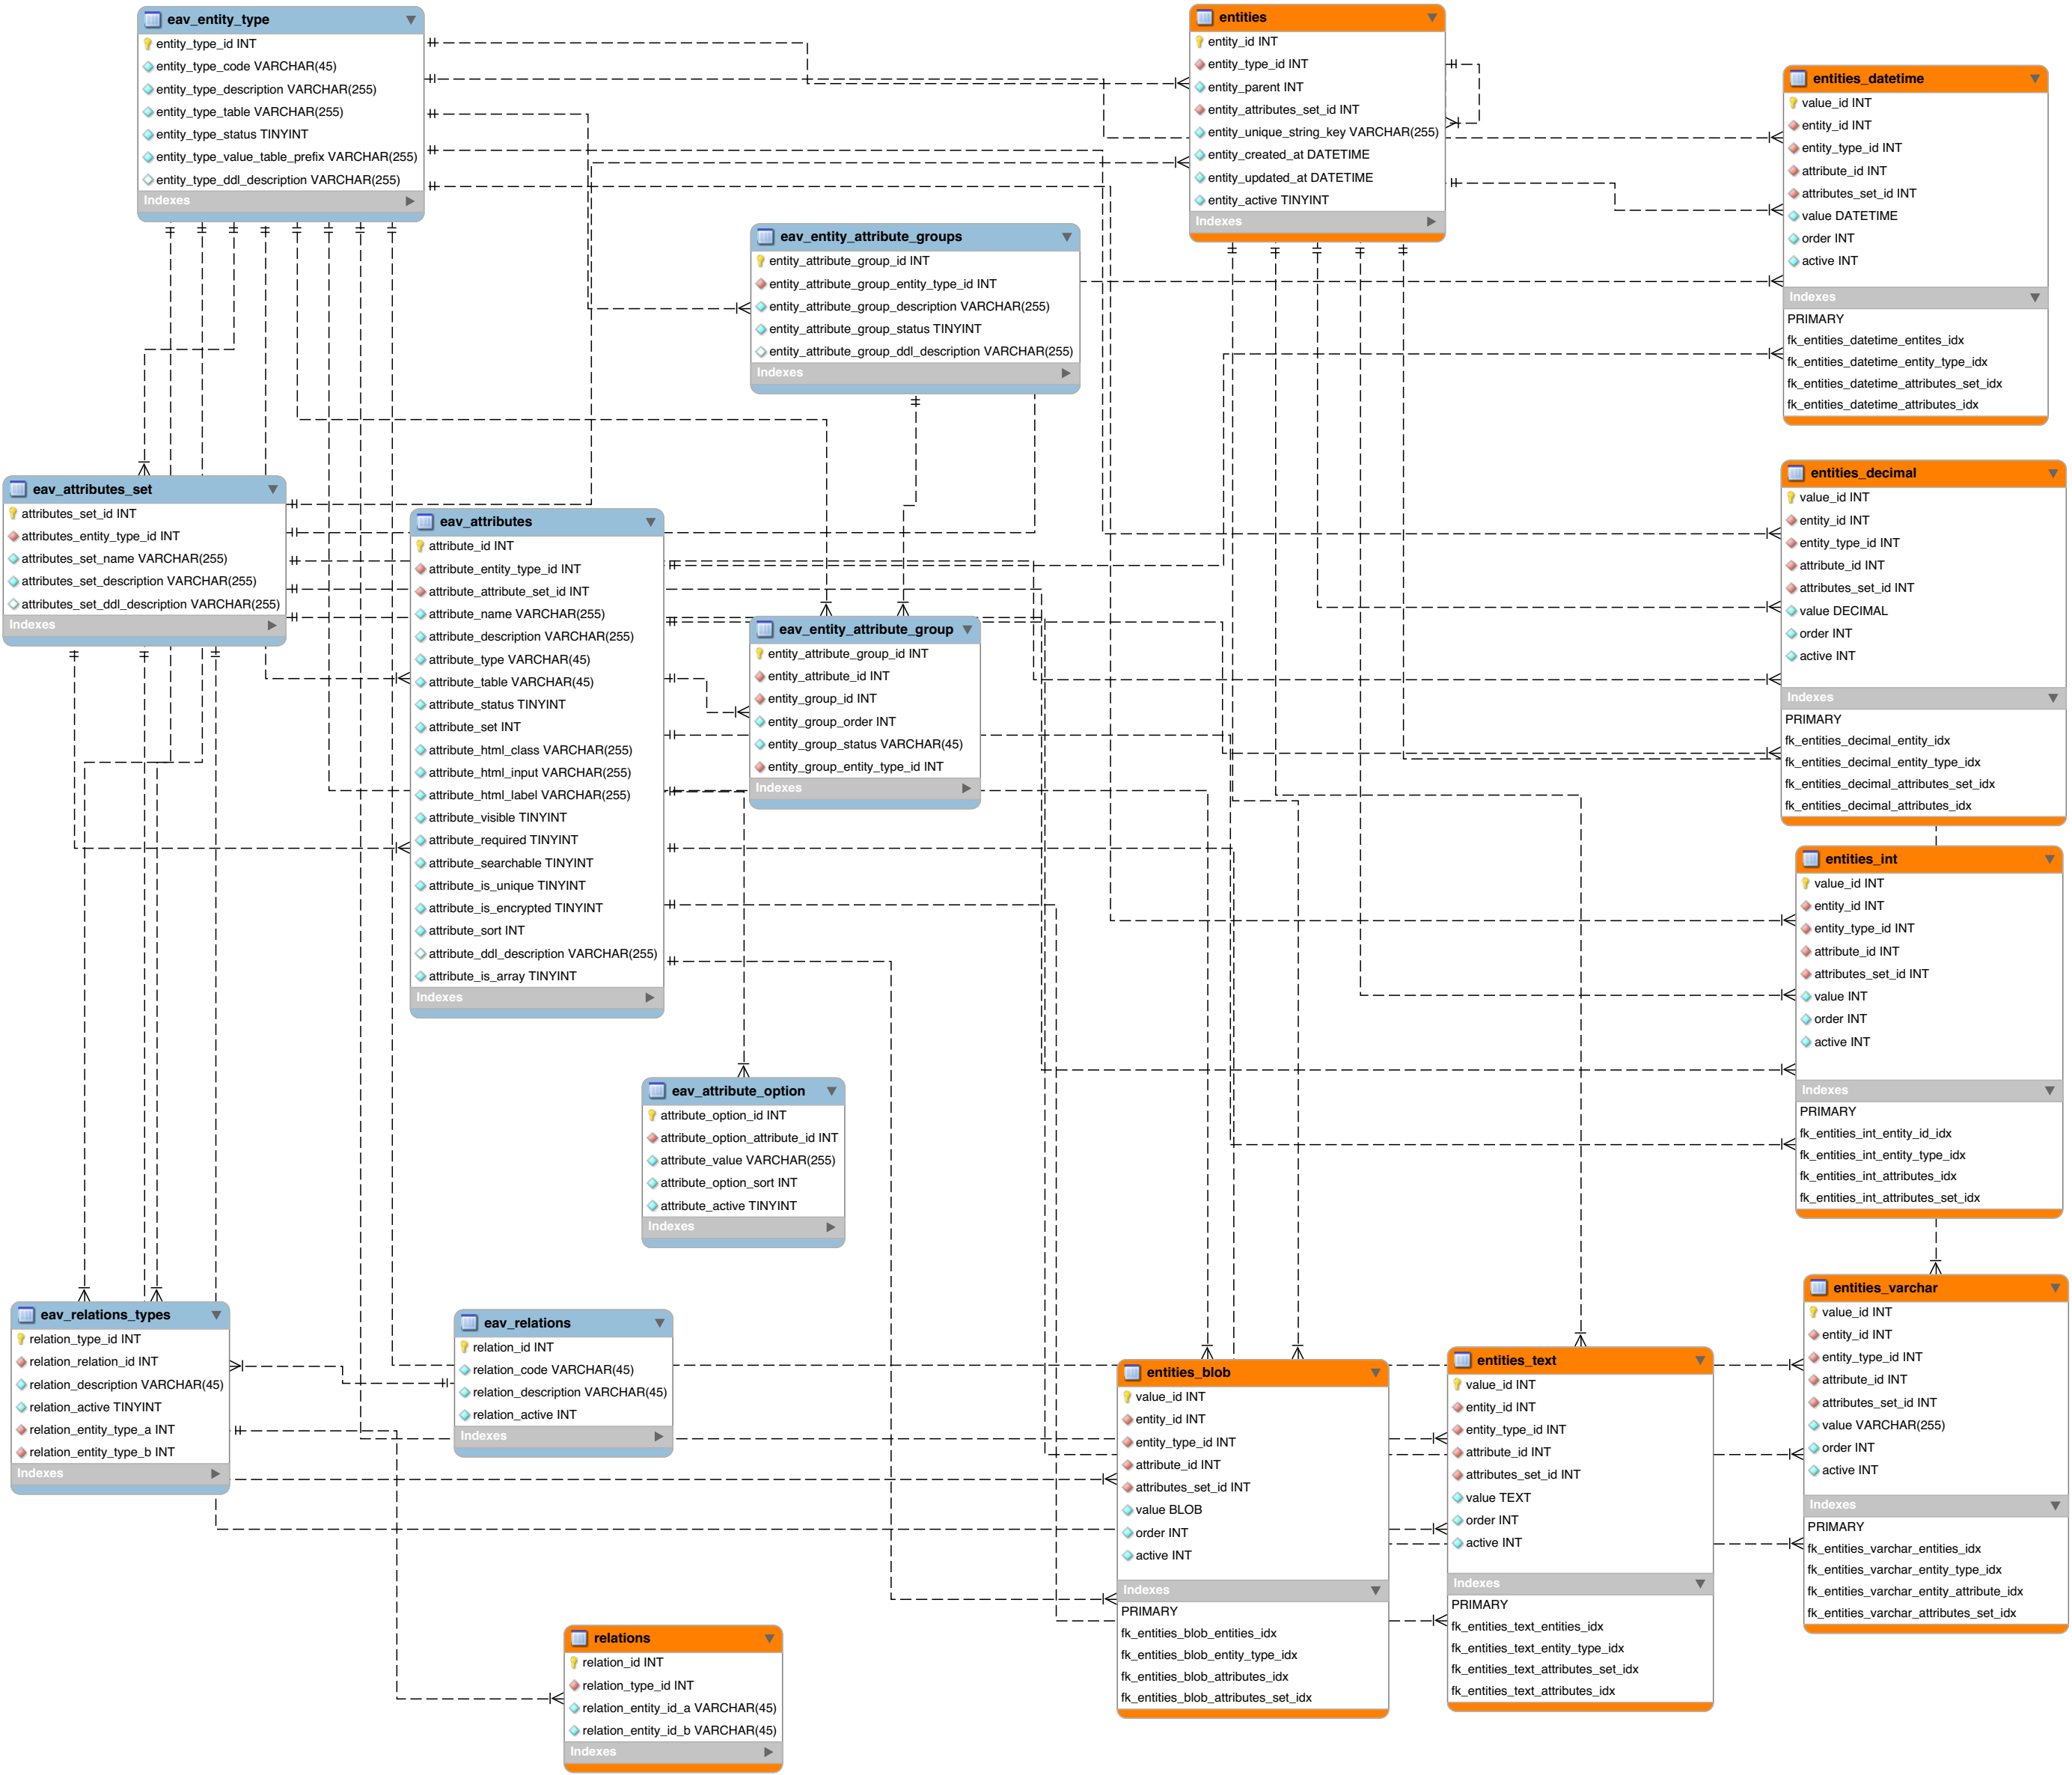 eav_entity_type
entity_type_id INT
entity_type_code VARCHAR(45)
entity_type_description VARCHAR(255)
entity_type_table VARCHAR(255)
entity_type_status TINYINT
entity_type_value_table_prefix VARCHAR(255)
entity_type_ddl_description VARCHAR(255)
Indexes
entities
entity_id INT
entity_type_id INT
entity_parent INT
entity_attributes_set_id INT
entity_unique_string_key VARCHAR(255)
entity_created_at DATETIME
entity_updated_at DATETIME
entity_active TINYINT
Indexes
entities_datetime
value_id INT
entity_id INT
entity_type_id INT
attribute_id INT
attributes_set_id INT
value DATETIME
order INT
active INT
Indexes
PRIMARY
fk_entities_datetime_entites_idx
fk_entities_datetime_entity_type_idx
fk_entities_datetime_attributes_set_idx
fk_entities_datetime_attributes_idx
eav_entity_attribute_groups
entity_attribute_group_id INT
entity_attribute_group_entity_type_id INT
entity_attribute_group_description VARCHAR(255)
entity_attribute_group_status TINYINT
entity_attribute_group_ddl_description VARCHAR(255)
Indexes
eav_attributes_set
attributes_set_id INT
attributes_entity_type_id INT
attributes_set_name VARCHAR(255)
attributes_set_description VARCHAR(255)
attributes_set_ddl_description VARCHAR(255)
Indexes
eav_attributes
attribute_id INT
attribute_entity_type_id INT
attribute_attribute_set_id INT
attribute_name VARCHAR(255)
attribute_description VARCHAR(255)
attribute_type VARCHAR(45)
attribute_table VARCHAR(45)
attribute_status TINYINT
attribute_set INT
attribute_html_class VARCHAR(255)
attribute_html_input VARCHAR(255)
attribute_html_label VARCHAR(255)
attribute_visible TINYINT
attribute_required TINYINT
attribute_searchable TINYINT
attribute_is_unique TINYINT
attribute_is_encrypted TINYINT
attribute_sort INT
attribute_ddl_description VARCHAR(255)
attribute_is_array TINYINT
Indexes
eav_entity_attribute_group
entity_attribute_group_id INT
entity_attribute_id INT
entity_group_id INT
entity_group_order INT
entity_group_status VARCHAR(45)
entity_group_entity_type_id INT
Indexes
entities_decimal
value_id INT
entity_id INT
entity_type_id INT
attribute_id INT
attributes_set_id INT
value DECIMAL
order INT
active INT
Indexes
PRIMARY
fk_entities_decimal_entity_idx
fk_entities_decimal_entity_type_idx
fk_entities_decimal_attributes_set_idx
fk_entities_decimal_attributes_idx
entities_int
value_id INT
entity_id INT
entity_type_id INT
attribute_id INT
attributes_set_id INT
value INT
order INT
active INT
Indexes
PRIMARY
fk_entities_int_entity_id_idx
fk_entities_int_entity_type_idx
fk_entities_int_attributes_idx
fk_entities_int_attributes_set_idx
eav_attribute_option
attribute_option_id INT
attribute_option_attribute_id INT
attribute_value VARCHAR(255)
attribute_option_sort INT
attribute_active TINYINT
Indexes
eav_relations_types
relation_type_id INT
relation_relation_id INT
relation_description VARCHAR(45)
relation_active TINYINT
relation_entity_type_a INT
relation_entity_type_b INT
Indexes
eav_relations
relation_id INT
relation_code VARCHAR(45)
relation_description VARCHAR(45)
relation_active INT
Indexes
entities_blob
value_id INT
entity_id INT
entity_type_id INT
attribute_id INT
attributes_set_id INT
value BLOB
order INT
active INT
Indexes
PRIMARY
fk_entities_blob_entities_idx
fk_entities_blob_entity_type_idx
fk_entities_blob_attributes_idx
fk_entities_blob_attributes_set_idx
entities_text
value_id INT
entity_id INT
entity_type_id INT
attribute_id INT
attributes_set_id INT
value TEXT
order INT
active INT
Indexes
PRIMARY
fk_entities_text_entities_idx
fk_entities_text_entity_type_idx
fk_entities_text_attributes_set_idx
fk_entities_text_attributes_idx
entities_varchar
value_id INT
entity_id INT
entity_type_id INT
attribute_id INT
attributes_set_id INT
value VARCHAR(255)
order INT
active INT
Indexes
PRIMARY
fk_entities_varchar_entities_idx
fk_entities_varchar_entity_type_idx
fk_entities_varchar_entity_attribute_idx
fk_entities_varchar_attributes_set_idx
relations
relation_id INT
relation_type_id INT
relation_entity_id_a VARCHAR(45)
relation_entity_id_b VARCHAR(45)
Indexes